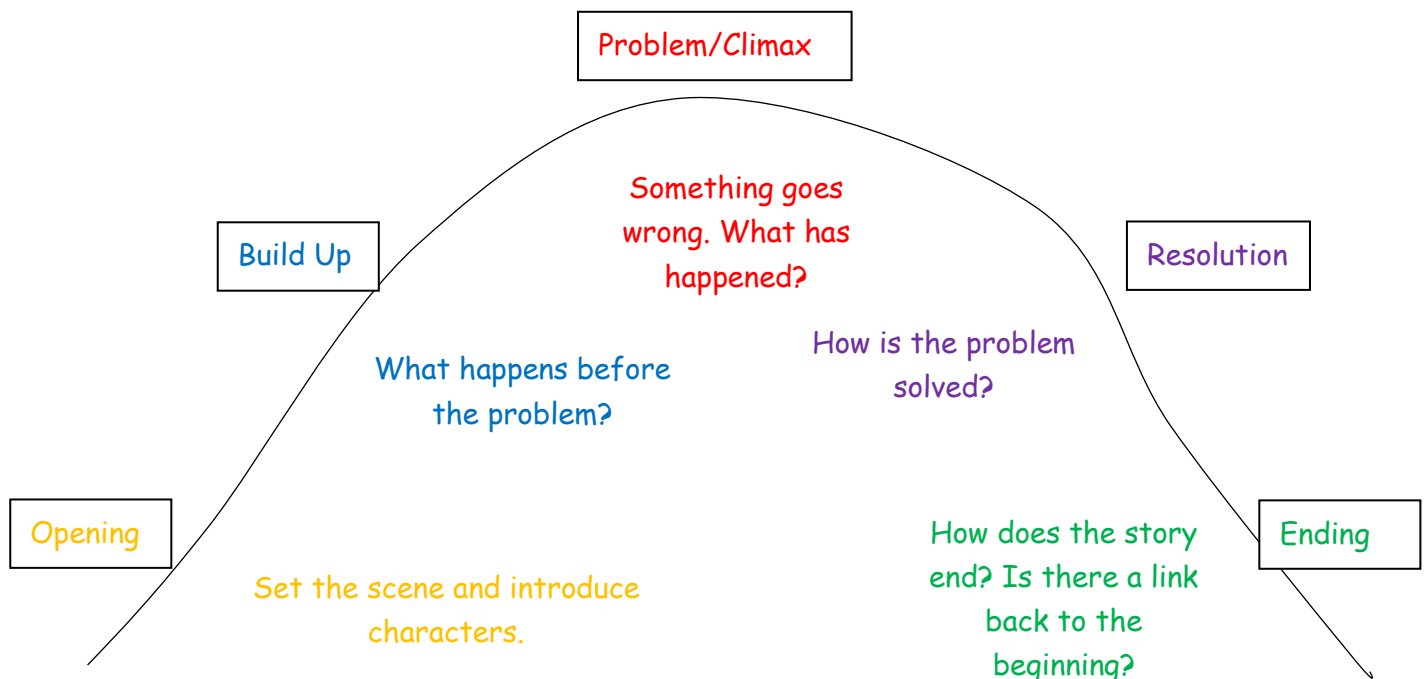 Problem/Climax
Something goes
wrong. What has
happened?
Build Up
What happens before
the problem?
Resolution
How is the problem
solved?
Opening
Set the scene and introduce
characters.
Ending
How does the story
end? Is there a link
back to the
beginning?